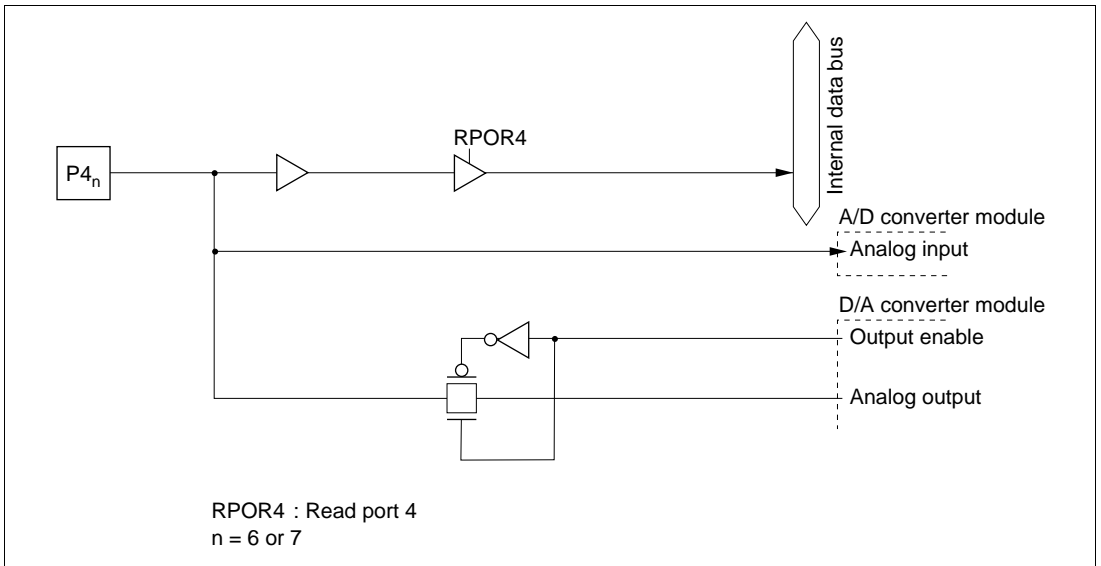 RPOR4
P4n
Internal data bus
A/D converter module
Analog input
D/A converter module
Output enable
Analog output
RPOR4 : Read port 4
n = 6 or 7